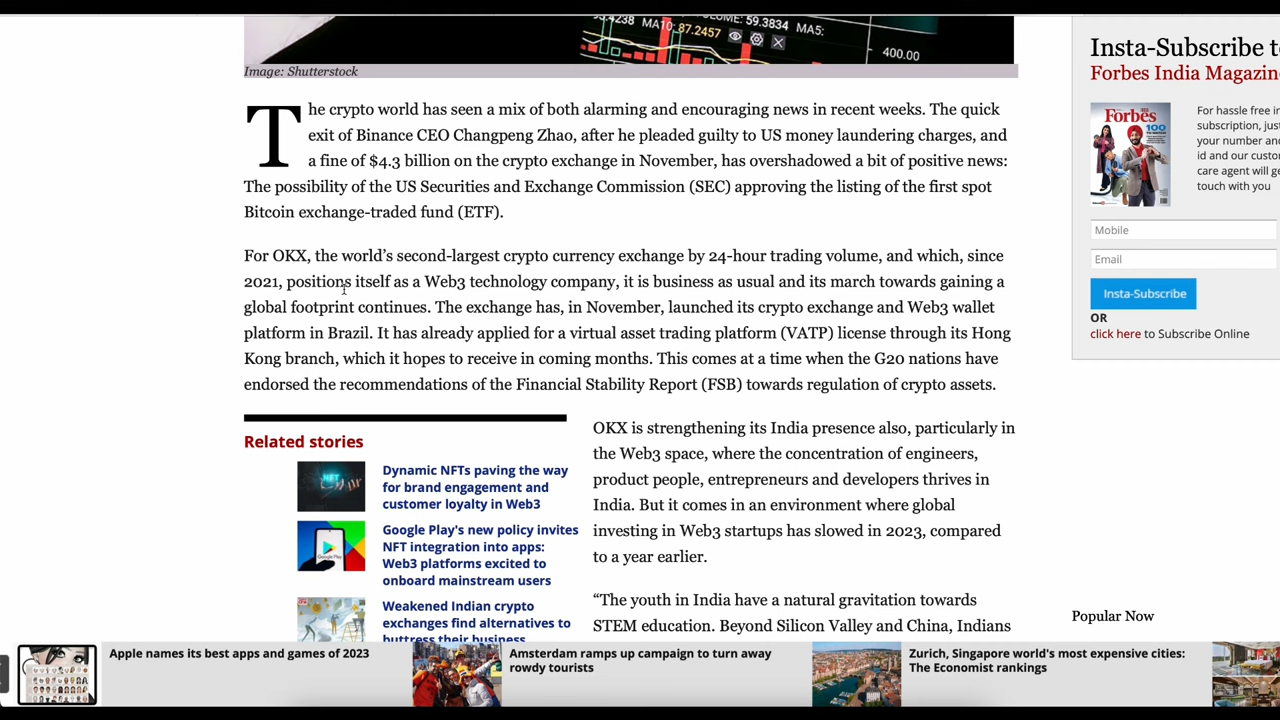 MA10: 87.2457
59.3834
MA5:
400.00
Image: Shutterstock
The crypto world has seen a mix of both alarming and encouraging news in recent weeks. The quick
exit of Binance CEO Changpeng Zhao, after he pleaded guilty to US money laundering charges, and
a fine of $4.3 billion on the crypto exchange in November, has overshadowed a bit of positive news:
The possibility of the US Securities and Exchange Commission (SEC) approving the listing of the first spot
Bitcoin exchange-traded fund (ETF).
For OKX, the world's second-largest crypto currency exchange by 24-hour trading volume, and which, since
2021, positions itself as a Web3 technology company, it is business as usual and its march towards gaining a
global footprint continues. The exchange has, in November, launched its crypto exchange and Web3 wallet
platform in Brazil. It has already applied for a virtual asset trading platform (VATP) license through its Hong
Kong branch, which it hopes to receive in coming months. This comes at a time when the G20 nations have
endorsed the recommendations of the Financial Stability Report (FSB) towards regulation of crypto assets.
Related stories
Dynamic NFTs paving the way
for brand engagement and
customer loyalty in Web3
Google Play's new policy invites
NFT integration into apps:
Web3 platforms excited to
onboard mainstream users
Weakened Indian crypto
exchanges find alternatives to
buttress their business
OKX is strengthening its India presence also, particularly in
the Web3 space, where the concentration of engineers,
product people, entrepreneurs and developers thrives in
India. But it comes in an environment where global
investing in Web3 startups has slowed in 2023, compared
to a year earlier.
“The youth in India have a natural gravitation towards
STEM education. Beyond Silicon Valley and China, Indians
Insta-Subscribe t
Forbes India Magazin
Forbes
100
For hassle free in
subscription, jus
your number and
id and our custo
care agent will ge
touch with you
Mobile
Email
Insta-Subscribe
OR
click here to Subscribe Online
Popular Now
Apple names its best apps and games of 2023
Amsterdam ramps up campaign to turn away
rowdy tourists
Zurich, Singapore world's most expensive cities:
The Economist rankings